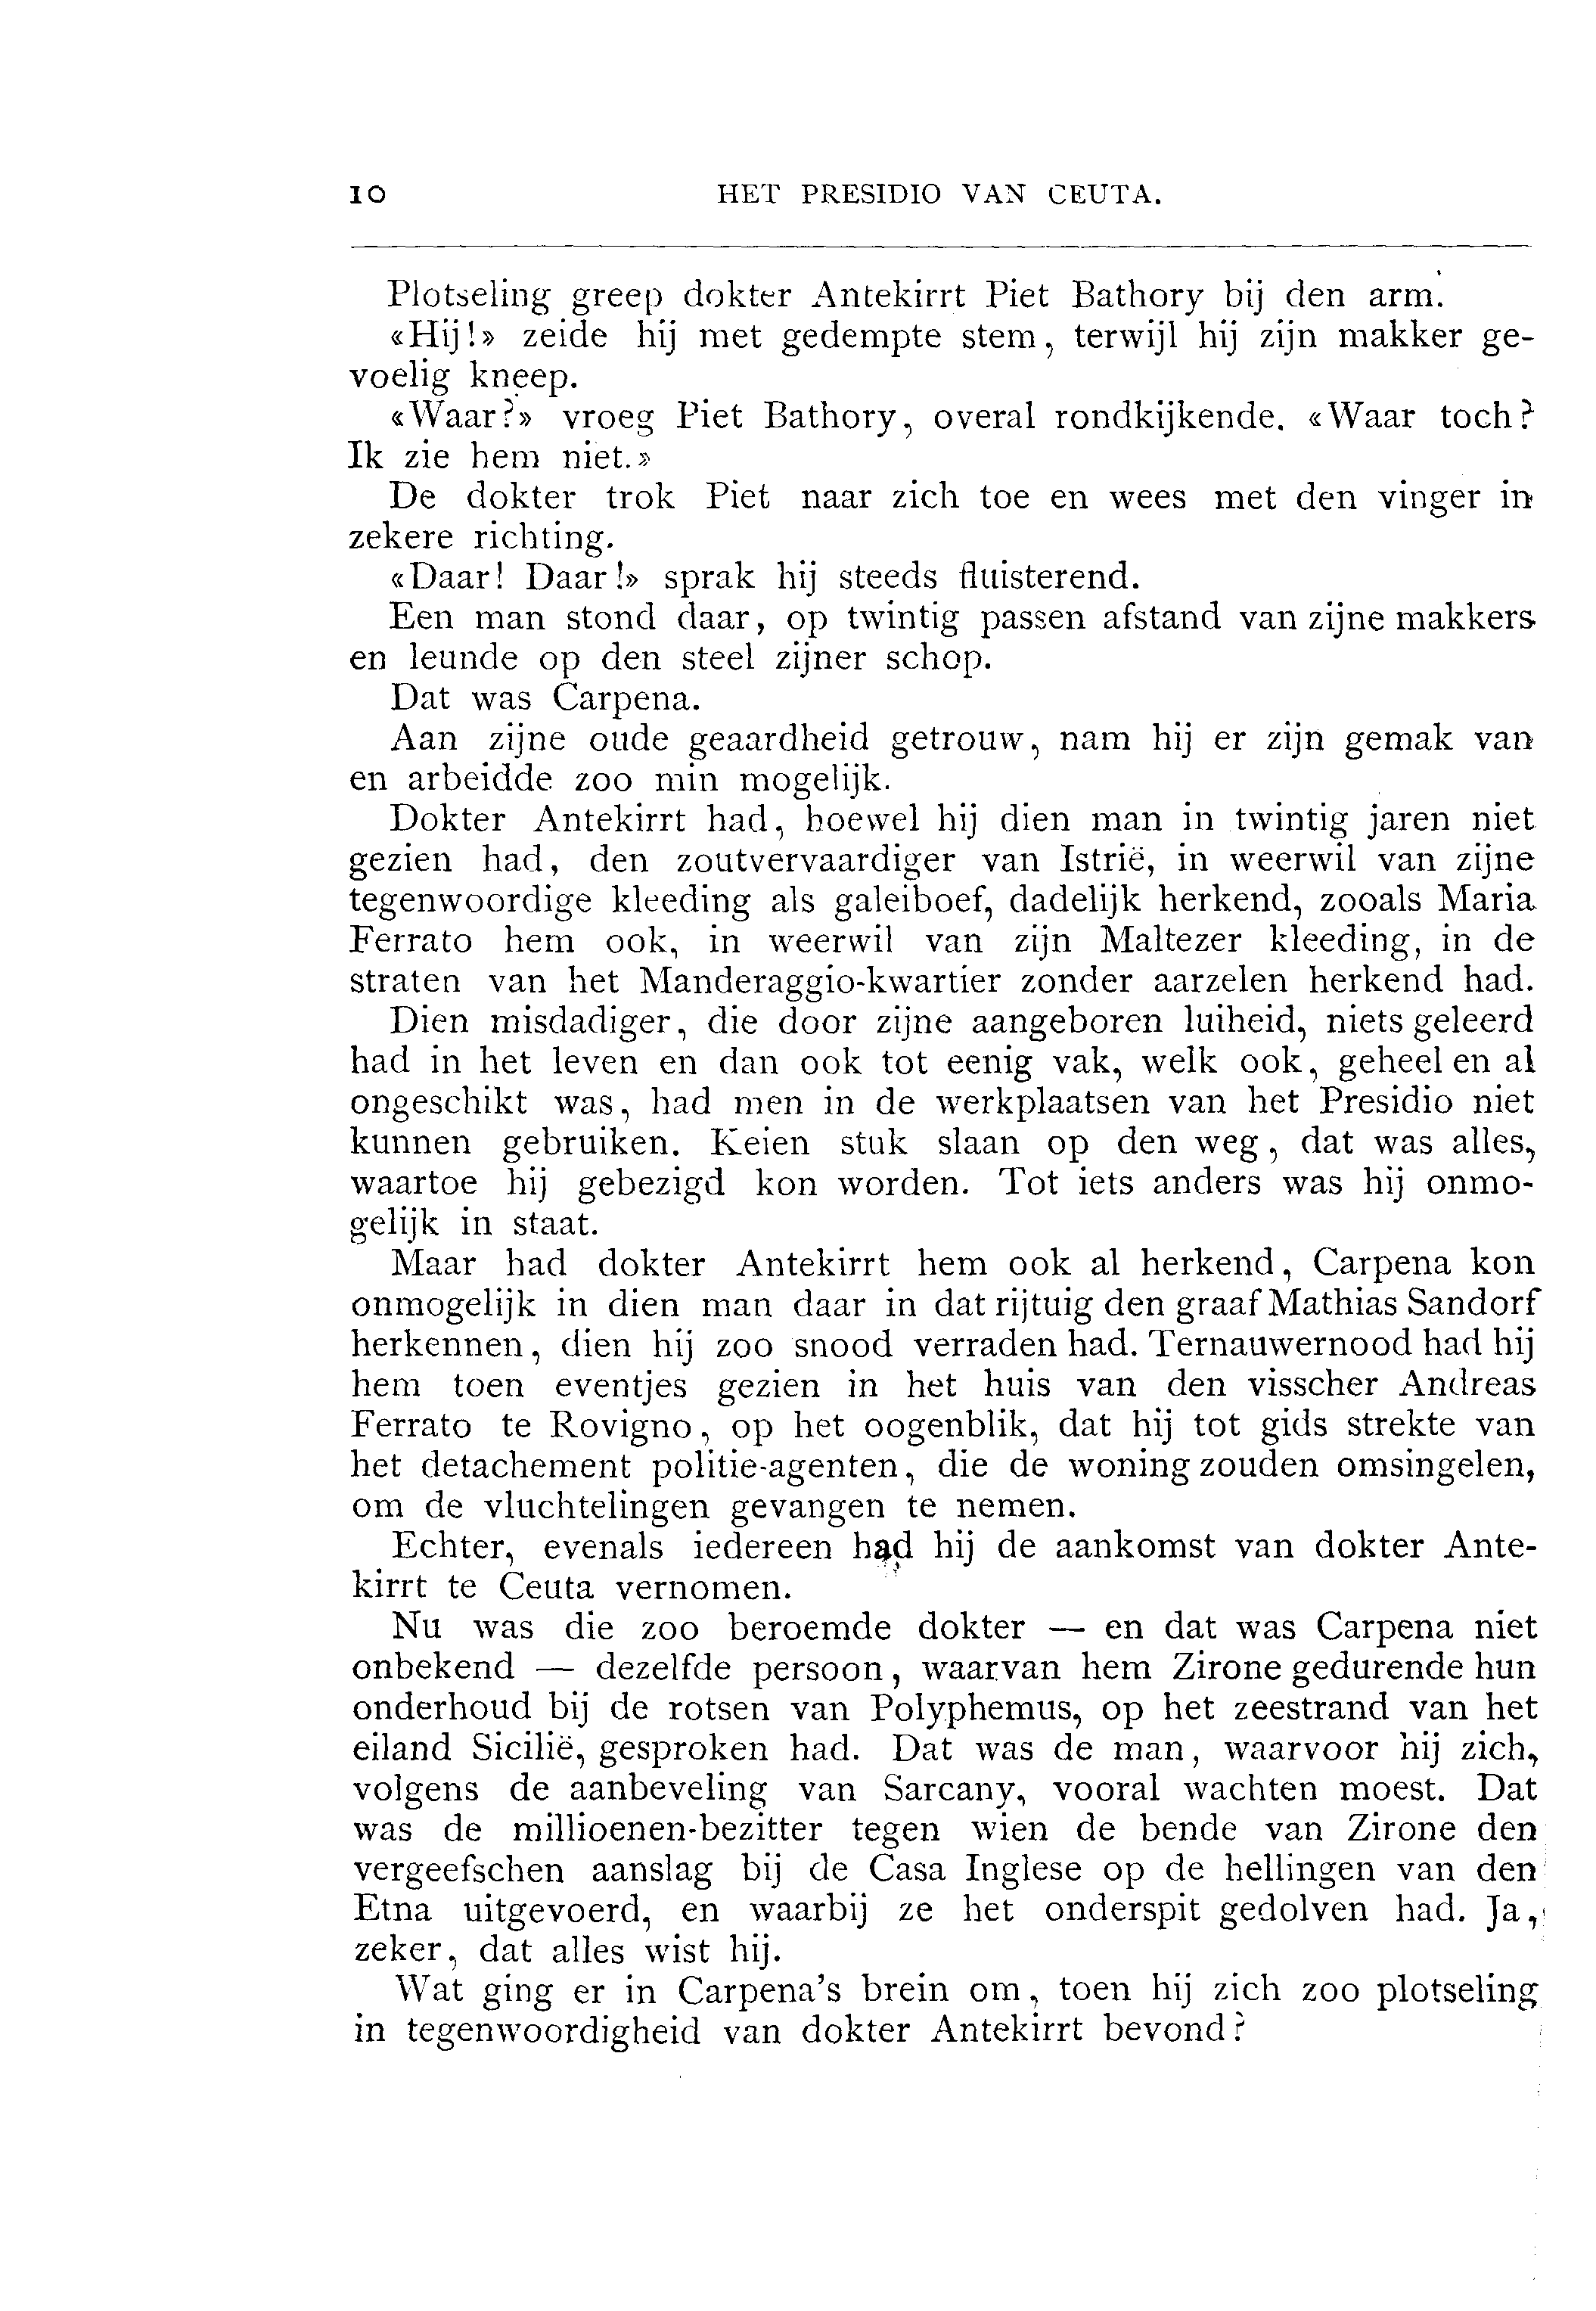 10 HET PRESIDIO VAN CEUTA.
Plotseling greep dokter Antekirrt Piet Bathory bij den arm.
«Hij!» zeide hij met gedempte stem, terwijl hij zijn makker ge-
voelig kneep.
«Waar?» vroeg Piet Bathory, overal rondkijkende. «Waar toch?
Ik zie hem niet.»
De dokter trok Piet naar zich toe en wees met den vinger in
zekere richting.
«Daar! Daar!» sprak hij steeds fluisterend.
Een man stond daar, op twintig passen afstand van zijne makkers
en leunde op den steel zijner schop.
Dat was Carpena.
Aan zijne oude geaardheid getrouw, nam hij er zijn gemak van
en arbeidde zoo min mogelijk.
Dokter Antekirrt had, hoewel hij dien man in twintig jaren niet
gezien had, den zoutvervaardiger van Istrië, in weerwil van zijne
tegenwoordige kleeding als galeiboef, dadelijk herkend, zooals Maria
Ferrato hem ook, in weerwil van zijn Maltezer kleeding, in de
straten van het Manderaggio-kwartier zonder aarzelen herkend had.
Dien misdadiger, die door zijne aangeboren luiheid, niets geleerd
had in het leven en dan ook tot eenig vak, welk ook, geheel en al
ongeschikt was, had men in de werkplaatsen van het Presidio niet
kunnen gebruiken. Keien stuk slaan op den weg, dat was alles,
waartoe hij gebezigd kon worden. Tot iets anders was hij onmo-
gelijk in staat.
Maar had dokter Antekirrt hem ook al herkend, Carpena kon
onmogelijk in dien man daar in dat rijtuig den graaf Mathias Sandorf
herkennen, dien hij zoo snood verraden had. Ternauwernood had hij
hem toen eventjes gezien in het huis van den visscher Andreas
Ferrato te Rovigno, op het oogenblik, dat hij tot gids strekte van
het detachement politie-agenten, die de woning zouden omsingelen,
om de vluchtelingen gevangen te nemen.
Echter, evenals iedereen had hij de aankomst van dokter Ante-
kirrt te Ceuta vernomen.
Nu was die zoo beroemde dokter — en dat was Carpena niet
onbekend — dezelfde persoon, waarvan hem Zirone gedurende hun
onderhoud bij de rotsen van Polyphemus, op het zeestrand van het
eiland Sicilië, gesproken had. Dat was de man, waarvoor hij zich,
volgens de aanbeveling van Sarcany, vooral wachten moest. Dat
was de millioenen-bezitter tegen wien de bende van Zirone den
vergeefschen aanslag bij de Casa Inglese op de hellingen van den
Etna uitgevoerd, en waarbij ze het onderspit gedolven had. Ja,
zeker, dat alles wist hij.
Wat ging er in Carpena's brein om, toen hij zich zoo plotseling
in tegenwoordigheid van dokter Antekirrt bevond?